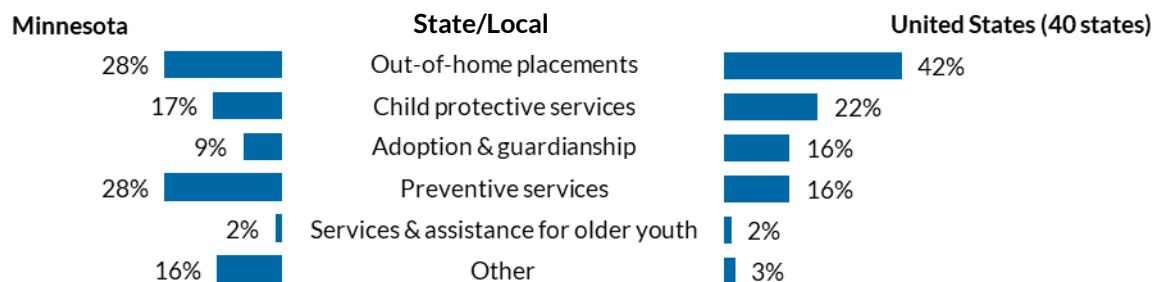 Minnesota State/Local United States (40 states)
28% Out-of-home placements 42%
17% Child protective services 22%
9% Adoption & guardianship 16%
28% Preventive services 16%
2% Services & assistance for older youth 2%
16% Other 3%